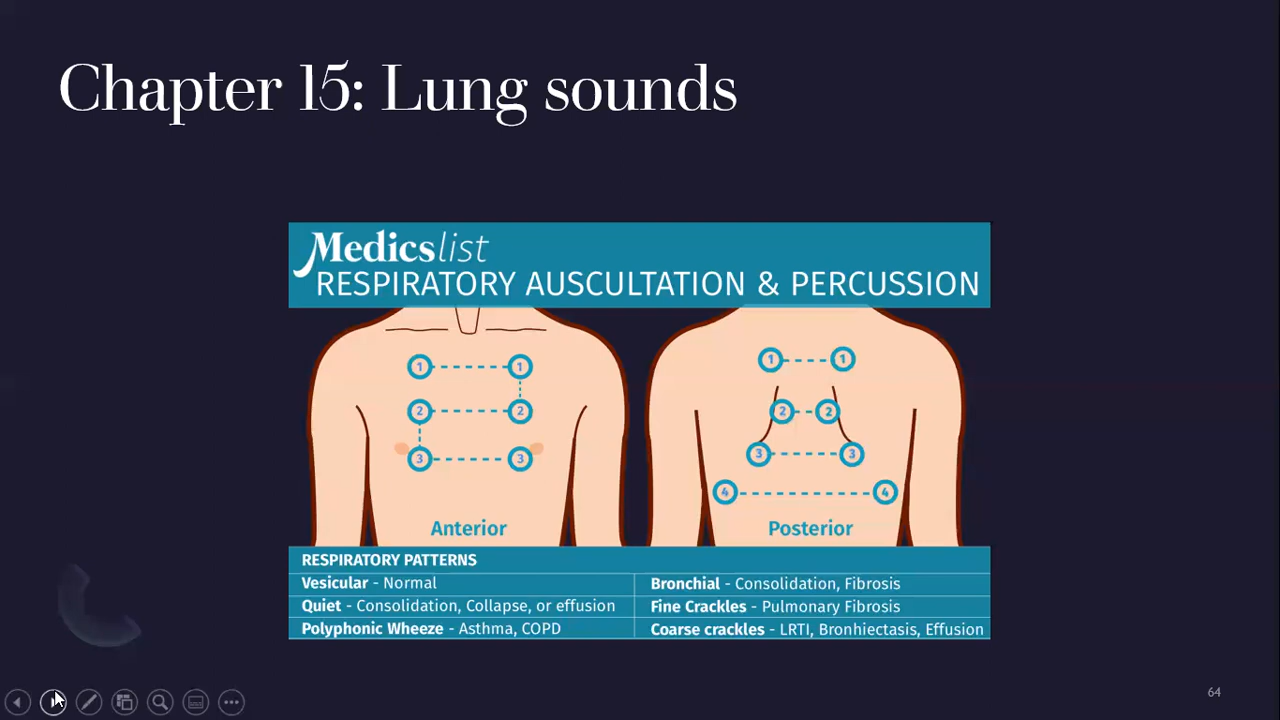 Chapter 15: Lung sounds
Medicslist
RESPIRATORY AUSCULTATION & PERCUSSION
1 1
2 2
3 3
Anterior
1 1
2 2
3 3
4 4
Posterior
RESPIRATORY PATTERNS
Vesicular - Normal
Quiet - Consolidation, Collapse, or effusion
Polyphonic Wheeze - Asthma, COPD
Bronchial - Consolidation, Fibrosis
Fine Crackles - Pulmonary Fibrosis
Coarse crackles - LRTI, Bronhiectasis, Effusion
64